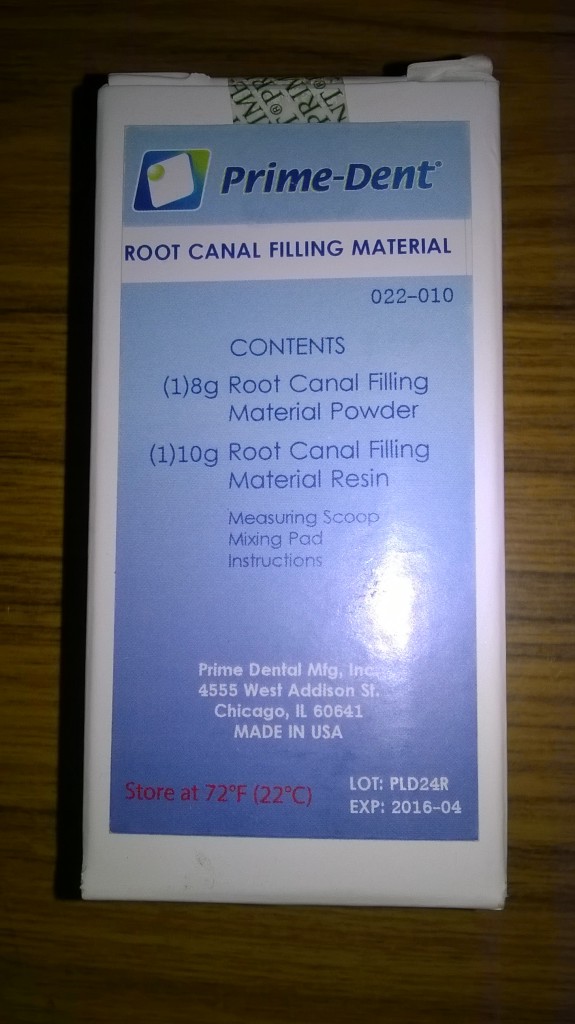 Prime-Dent®
ROOT CANAL FILLING MATERIAL
022-010
CONTENTS
(1)8g Root Canal Filling
Material Powder
(1)10g Root Canal Filling
Material Resin
Measuring Scoop
Mixing Pad
Instructions
Prime Dental Mfg, Inc.
4555 West Addison St.
Chicago, IL 60641
MADE IN USA
Store at 72°F (22°C)
LOT: PLD24R
EXP: 2016-04